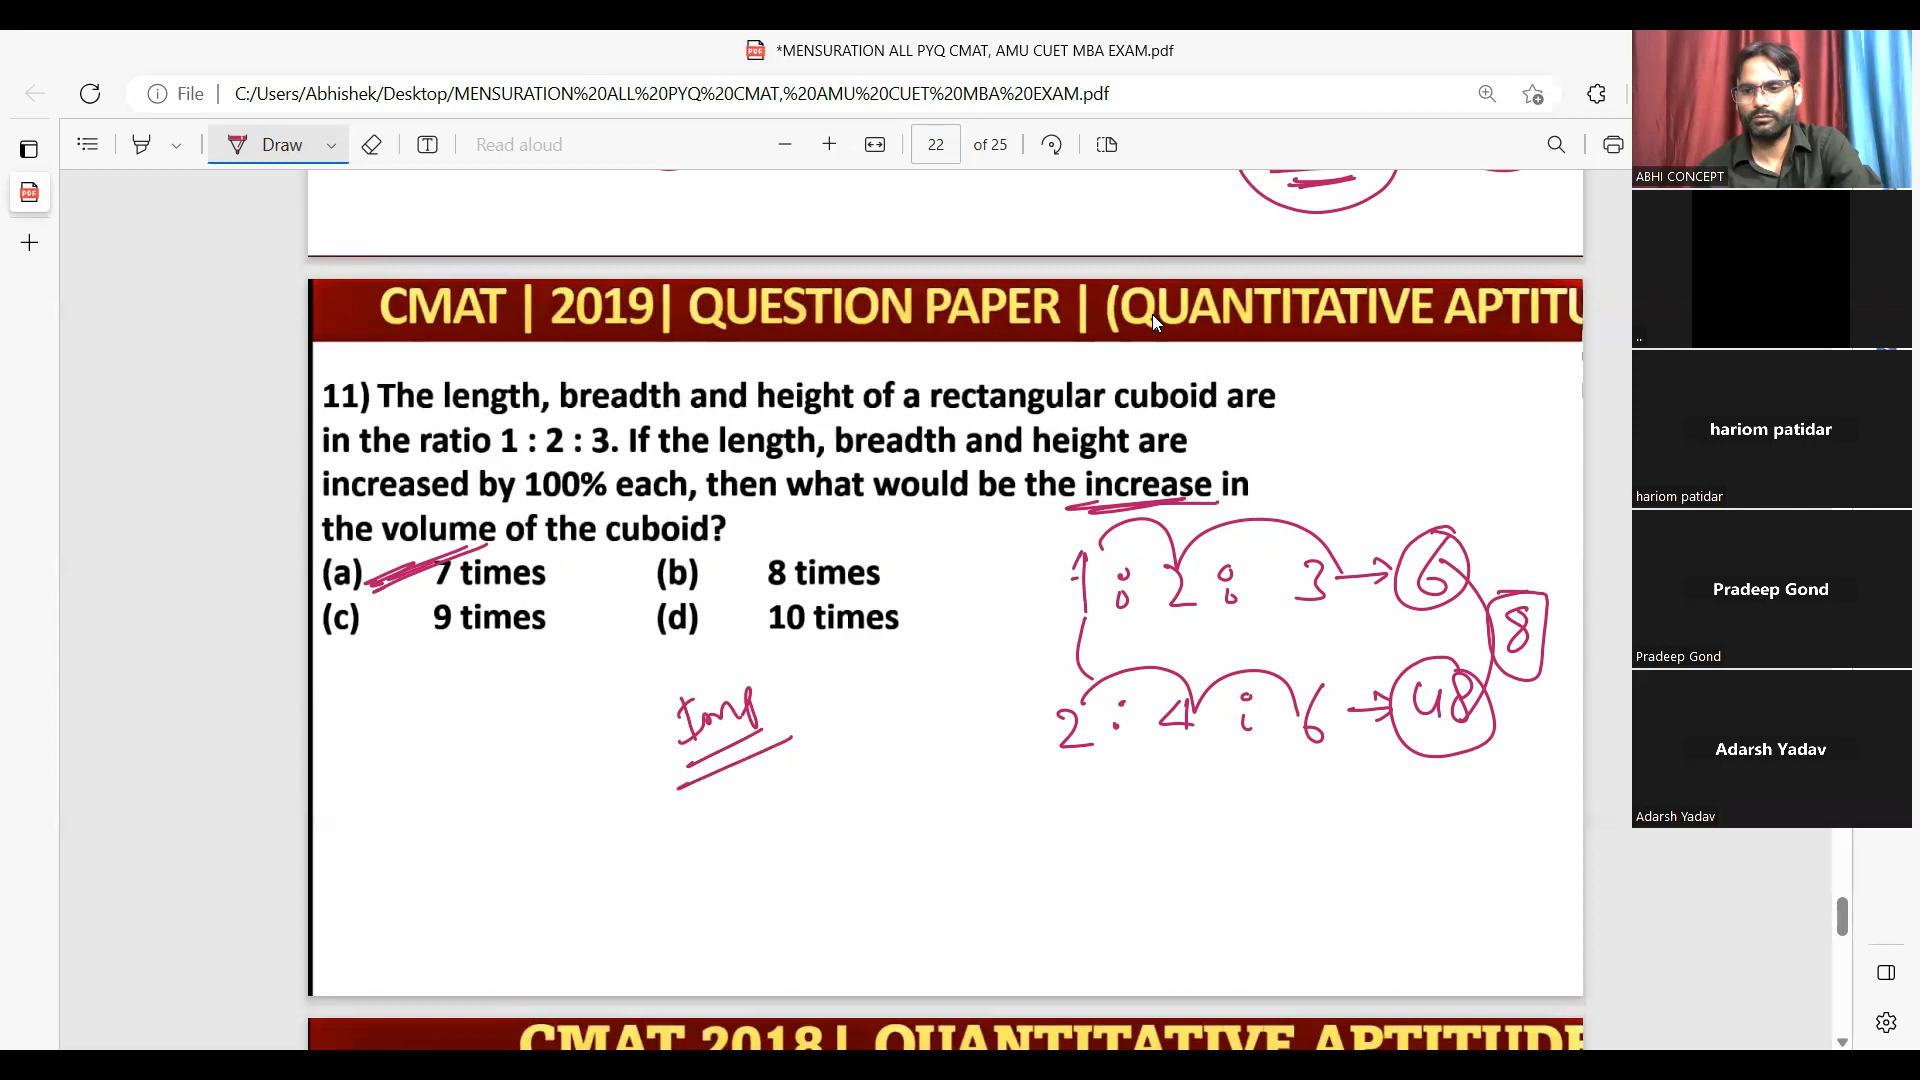 *MENSURATION ALL PYQ CMAT, AMU CUET MBA EXAM.pdf
File | C:/Users/Abhishek/Desktop/MENSURATION%20ALL%20PYQ%20CMAT,%20AMU%20CUET%20MBA%20EXAM.pdf
Draw Read aloud 22 of 25
ABHI CONCEPT
..
CMAT | 2019| QUESTION PAPER | (QUANTITATIVE APTITU
11) The length, breadth and height of a rectangular cuboid are
in the ratio 1 : 2 : 3. If the length, breadth and height are
increased by 100% each, then what would be the increase in
the volume of the cuboid?
(a) 7 times (b) 8 times
(c) 9 times (d) 10 times
1 : 2 : 3 → 6
8
2 : 4 : 6 → 48
Imp
hariom patidar
hariom patidar
Pradeep Gond
Pradeep Gond
Adarsh Yadav
Adarsh Yadav
CMAT 2018| QUANTITATIVE APTITUDE